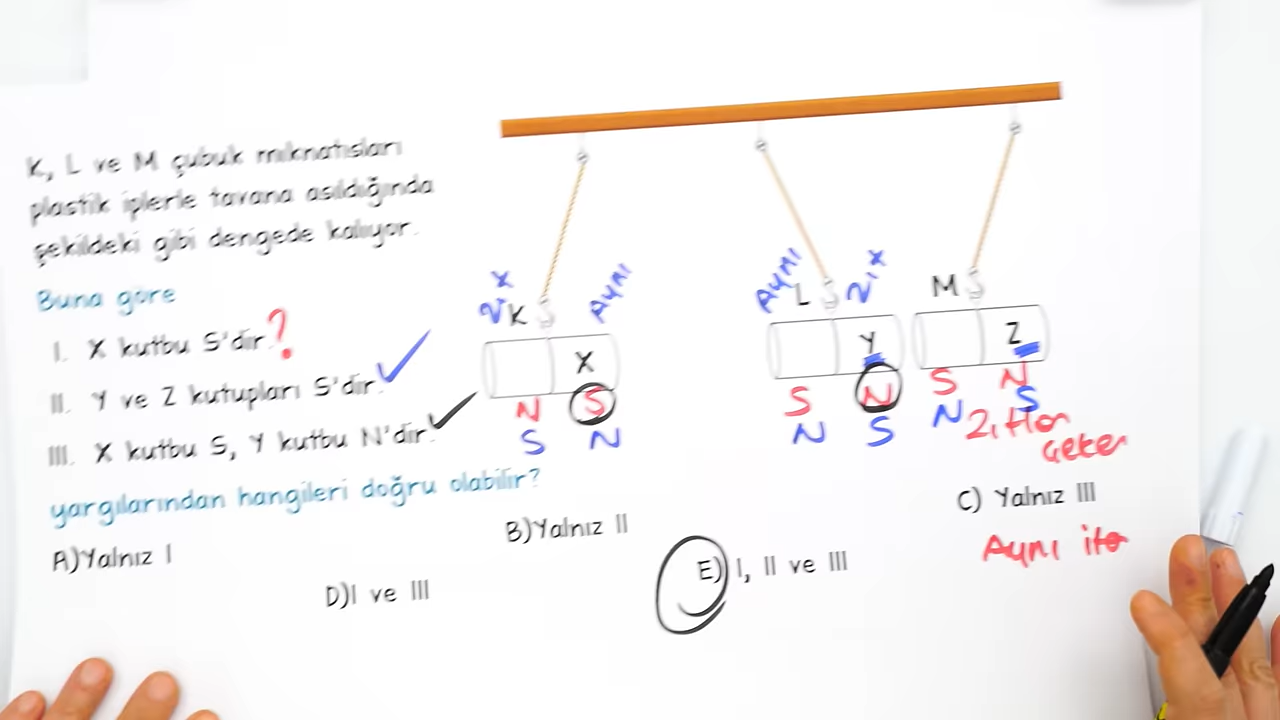 K, L ve M çubuk mıknatısları
plastik iplerle tavana asıldığında
şekildeki gibi dengede kalıyor.
Buna göre
I. X kutbu S'dir.?
II. Y ve Z kutupları S'dir.
III. X kutbu S, Y kutbu N'dir.
yargılarından hangileri doğru olabilir?
A)Yalnız I
B)Yalnız II
C) Yalnız III
D)I ve III
E) I, II ve III
Zıt Aynı
K
X
N S
S N
Aynı Zıt
L
Y
S N
N S
M
Z
S N
N S
Zıtlar
Çeker
Aynı iter